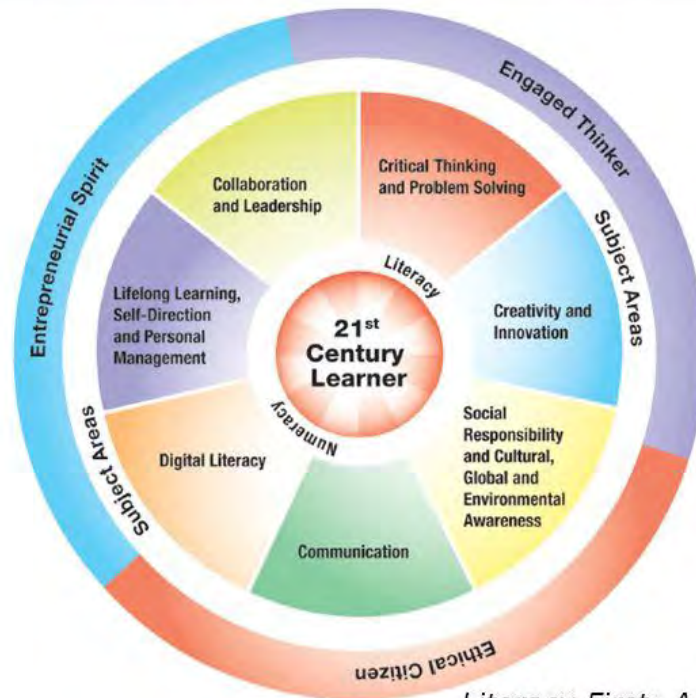 Engaged Thinker
Entrepreneurial Spirit
Ethical Citizen
Subject Areas
Subject Areas
Collaboration
and Leadership
Critical Thinking
and Problem Solving
Creativity and
Innovation
Social
Responsibility
and Cultural,
Global and
Environmental
Awareness
Communication
Digital Literacy
Lifelong Learning,
Self-Direction
and Personal
Management
Literacy
21st
Century
Learner
Numeracy